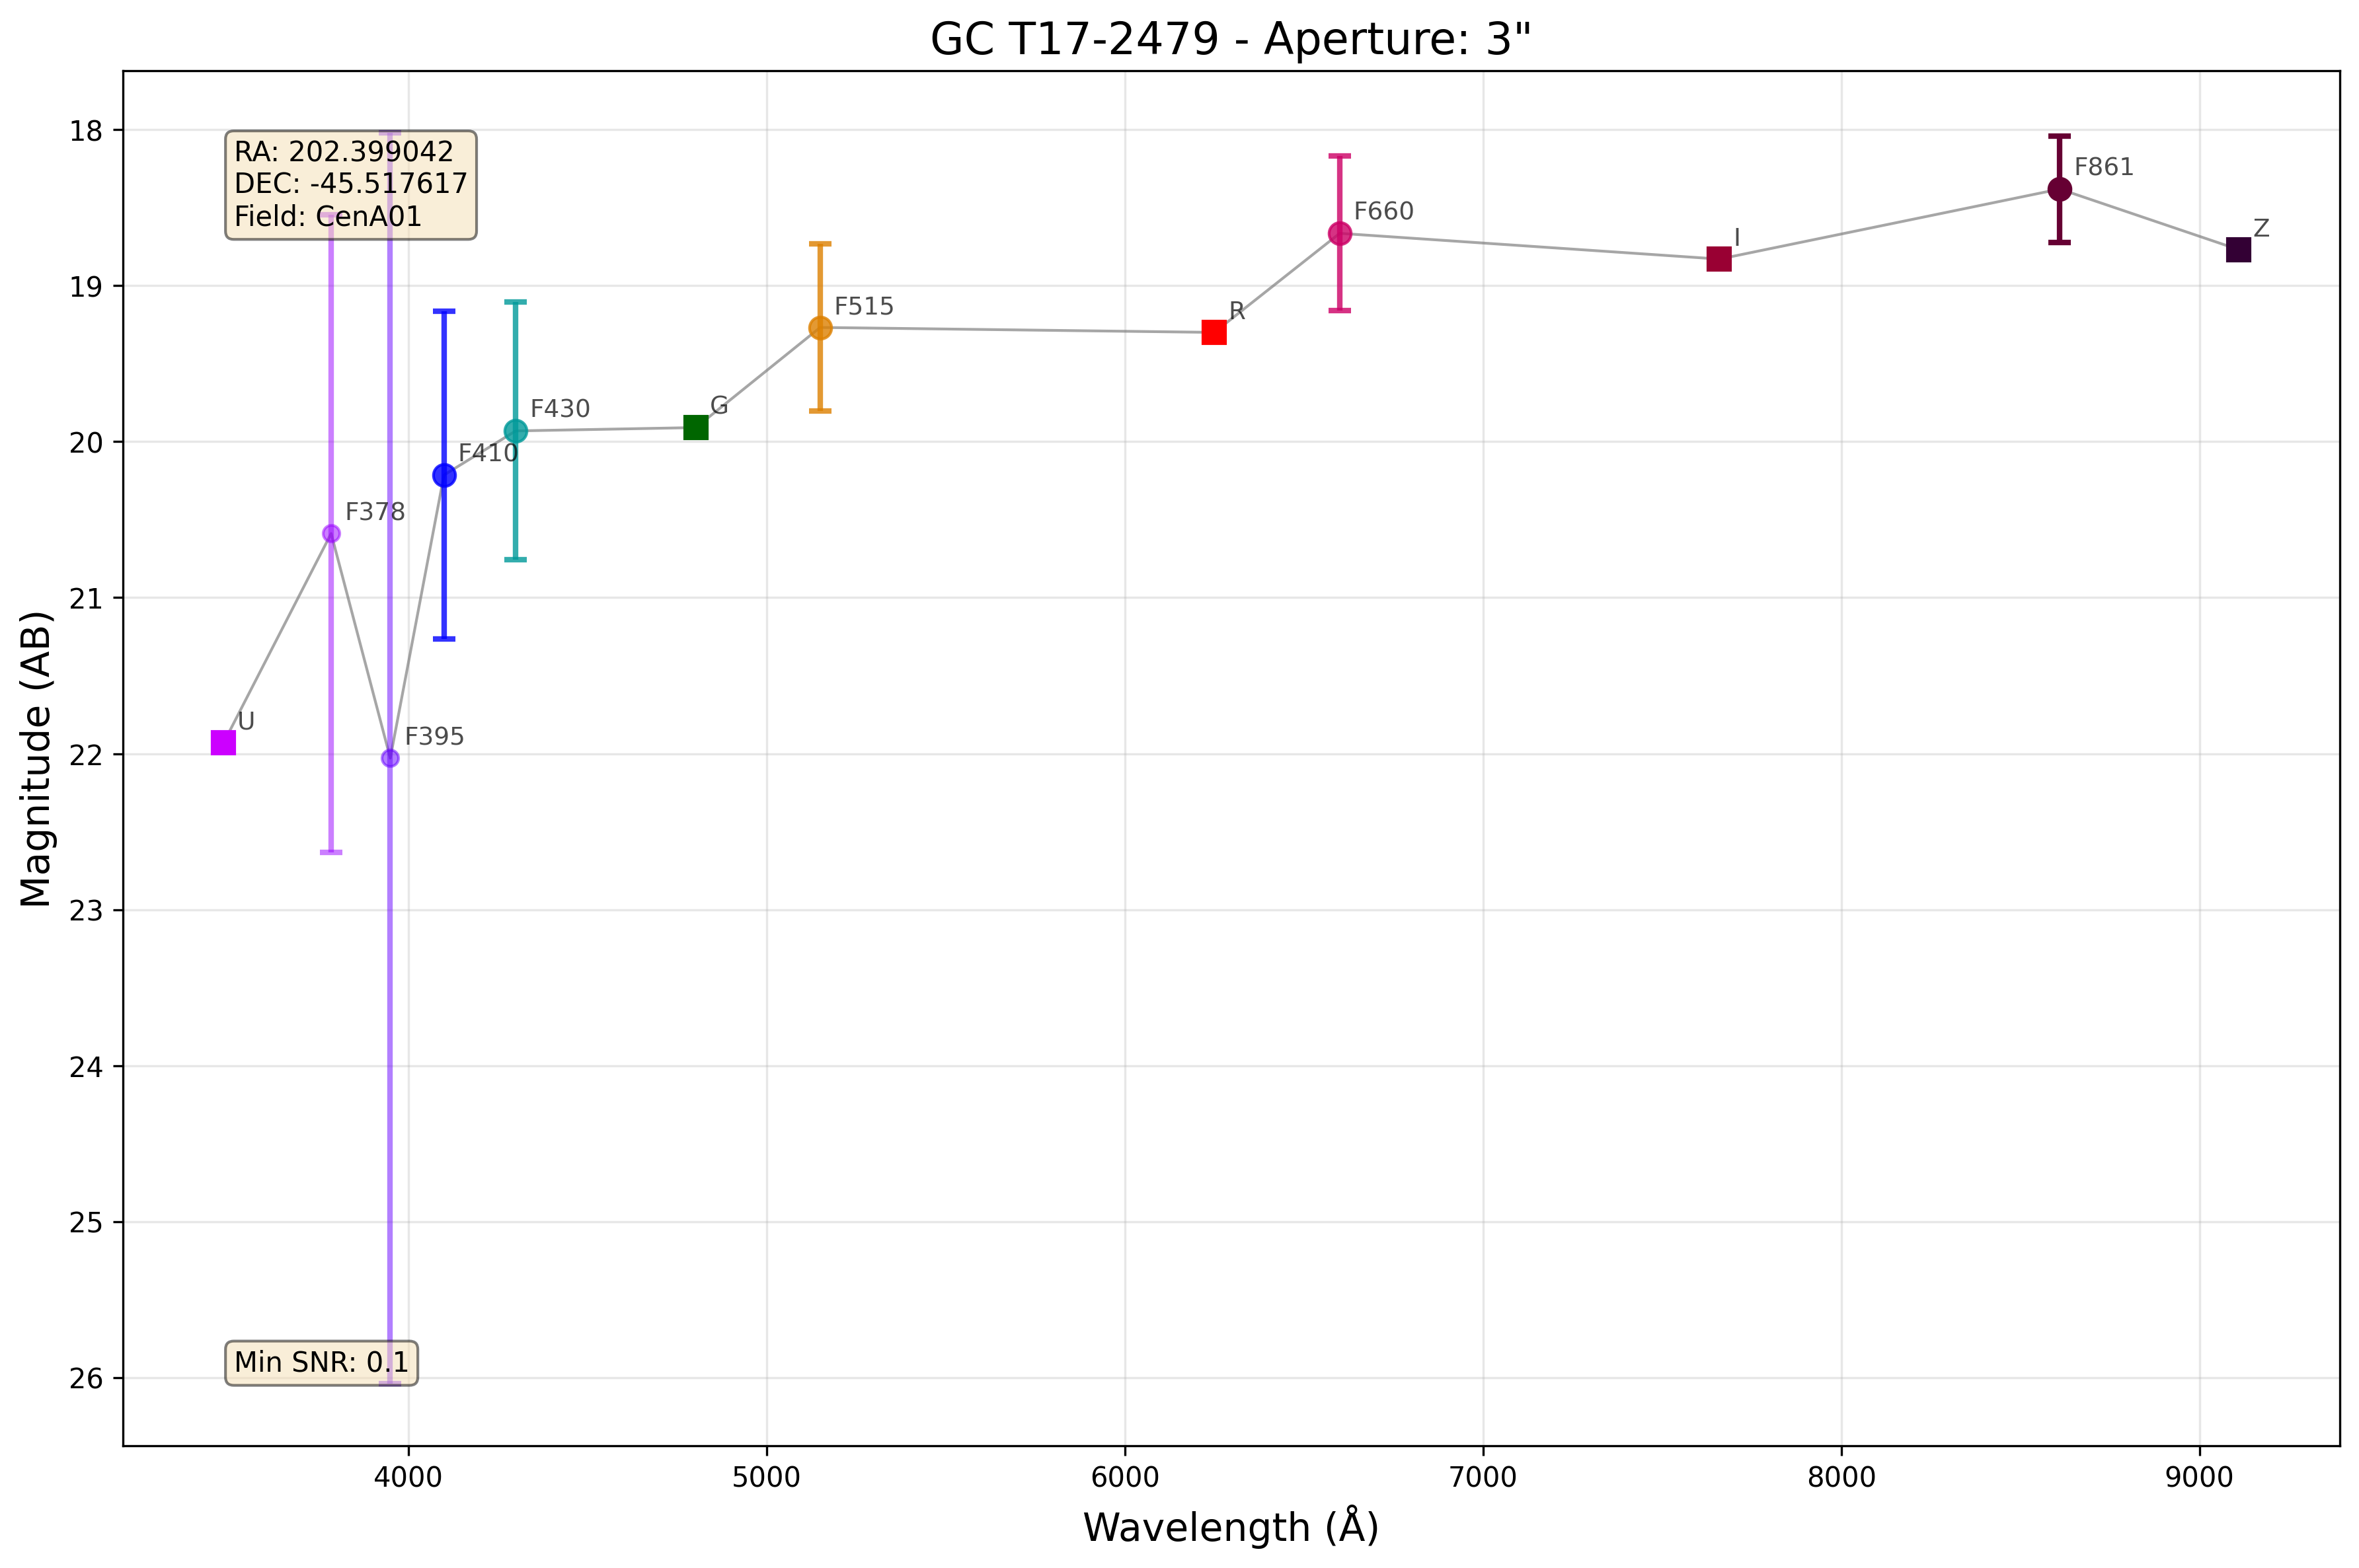 GC T17-2479 - Aperture: 3"
RA: 202.399042
DEC: -45.517617
Field: CenA01
18
19
20
21
22
23
24
25
26
Magnitude (AB)
U
F378
F395
F410
F430
G
F515
R
F660
I
F861
Z
Min SNR: 0.1
4000
5000
6000
7000
8000
9000
Wavelength (Å)